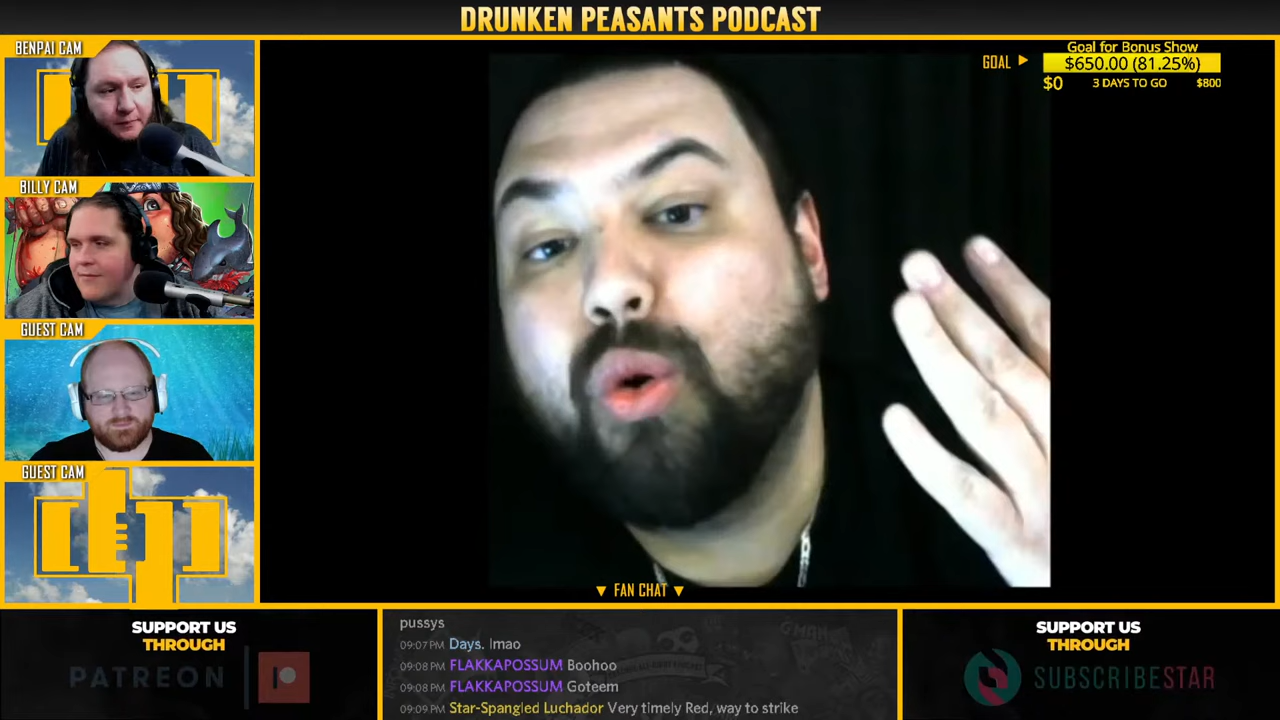 DRUNKEN PEASANTS PODCAST
BENPAI CAM
BILLY CAM
GUEST CAM
GUEST CAM
GOAL ▶
Goal for Bonus Show
$650.00 (81.25%)
$0 3 DAYS TO GO $800
▼ FAN CHAT ▼
SUPPORT US
THROUGH
PATREON
pussys
09:07 PM Days. lmao
09:08 PM FLAKKAPOSSUM Boohoo
09:08 PM FLAKKAPOSSUM Goteem
09:09 PM Star-Spangled Luchador Very timely Red, way to strike
SUPPORT US
THROUGH
SUBSCRIBESTAR